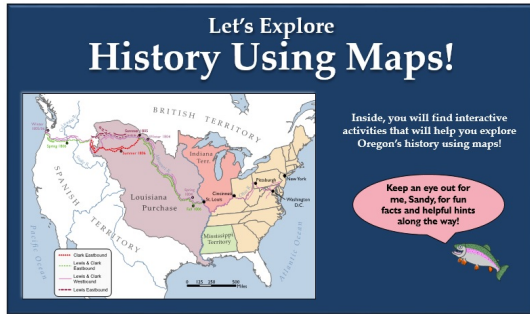 Let's Explore
History Using Maps!
Inside, you will find interactive
activities that will help you explore
Oregon's history using maps!
Keep an eye out for
me, Sandy, for fun
facts and helpful hints
along the way!
BRITISH TERRITORY
SPANISH
TERRITORY
Louisiana
Purchase
Indiana
Terr.
Mississippi
Territory
Pacific Ocean
Atlantic Ocean
Pittsburgh
New York
Washington
D.C.
Cincinnati
St. Louis
Summer 1806
Clark Eastbound
Lewis & Clark
Eastbound
Lewis & Clark
Westbound
Lewis Eastbound
Miles